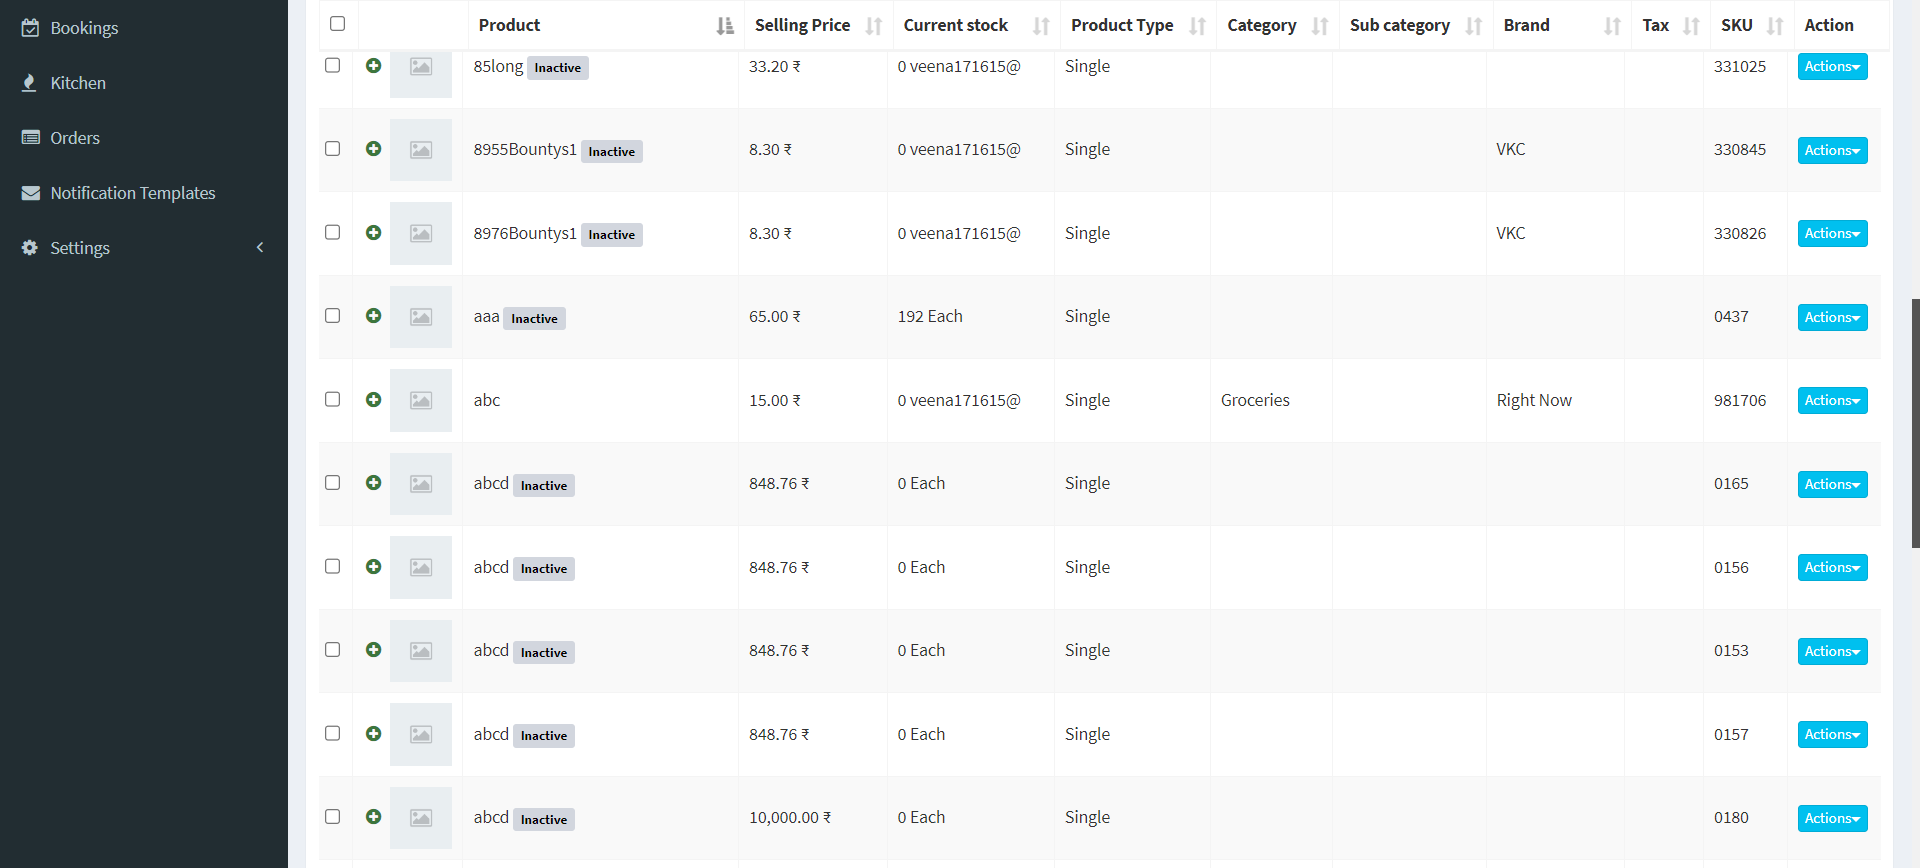 Bookings
Kitchen
Orders
Notification Templates
Settings
Product Selling Price Current stock Product Type Category Sub category Brand Tax SKU Action
85long Inactive 33.20 ₹ 0 veena171615@ Single 331025 Actions
8955Bountys1 Inactive 8.30 ₹ 0 veena171615@ Single VKC 330845 Actions
8976Bountys1 Inactive 8.30 ₹ 0 veena171615@ Single VKC 330826 Actions
aaa Inactive 65.00 ₹ 192 Each Single 0437 Actions
abc 15.00 ₹ 0 veena171615@ Single Groceries Right Now 981706 Actions
abcd Inactive 848.76 ₹ 0 Each Single 0165 Actions
abcd Inactive 848.76 ₹ 0 Each Single 0156 Actions
abcd Inactive 848.76 ₹ 0 Each Single 0153 Actions
abcd Inactive 848.76 ₹ 0 Each Single 0157 Actions
abcd Inactive 10,000.00 ₹ 0 Each Single 0180 Actions